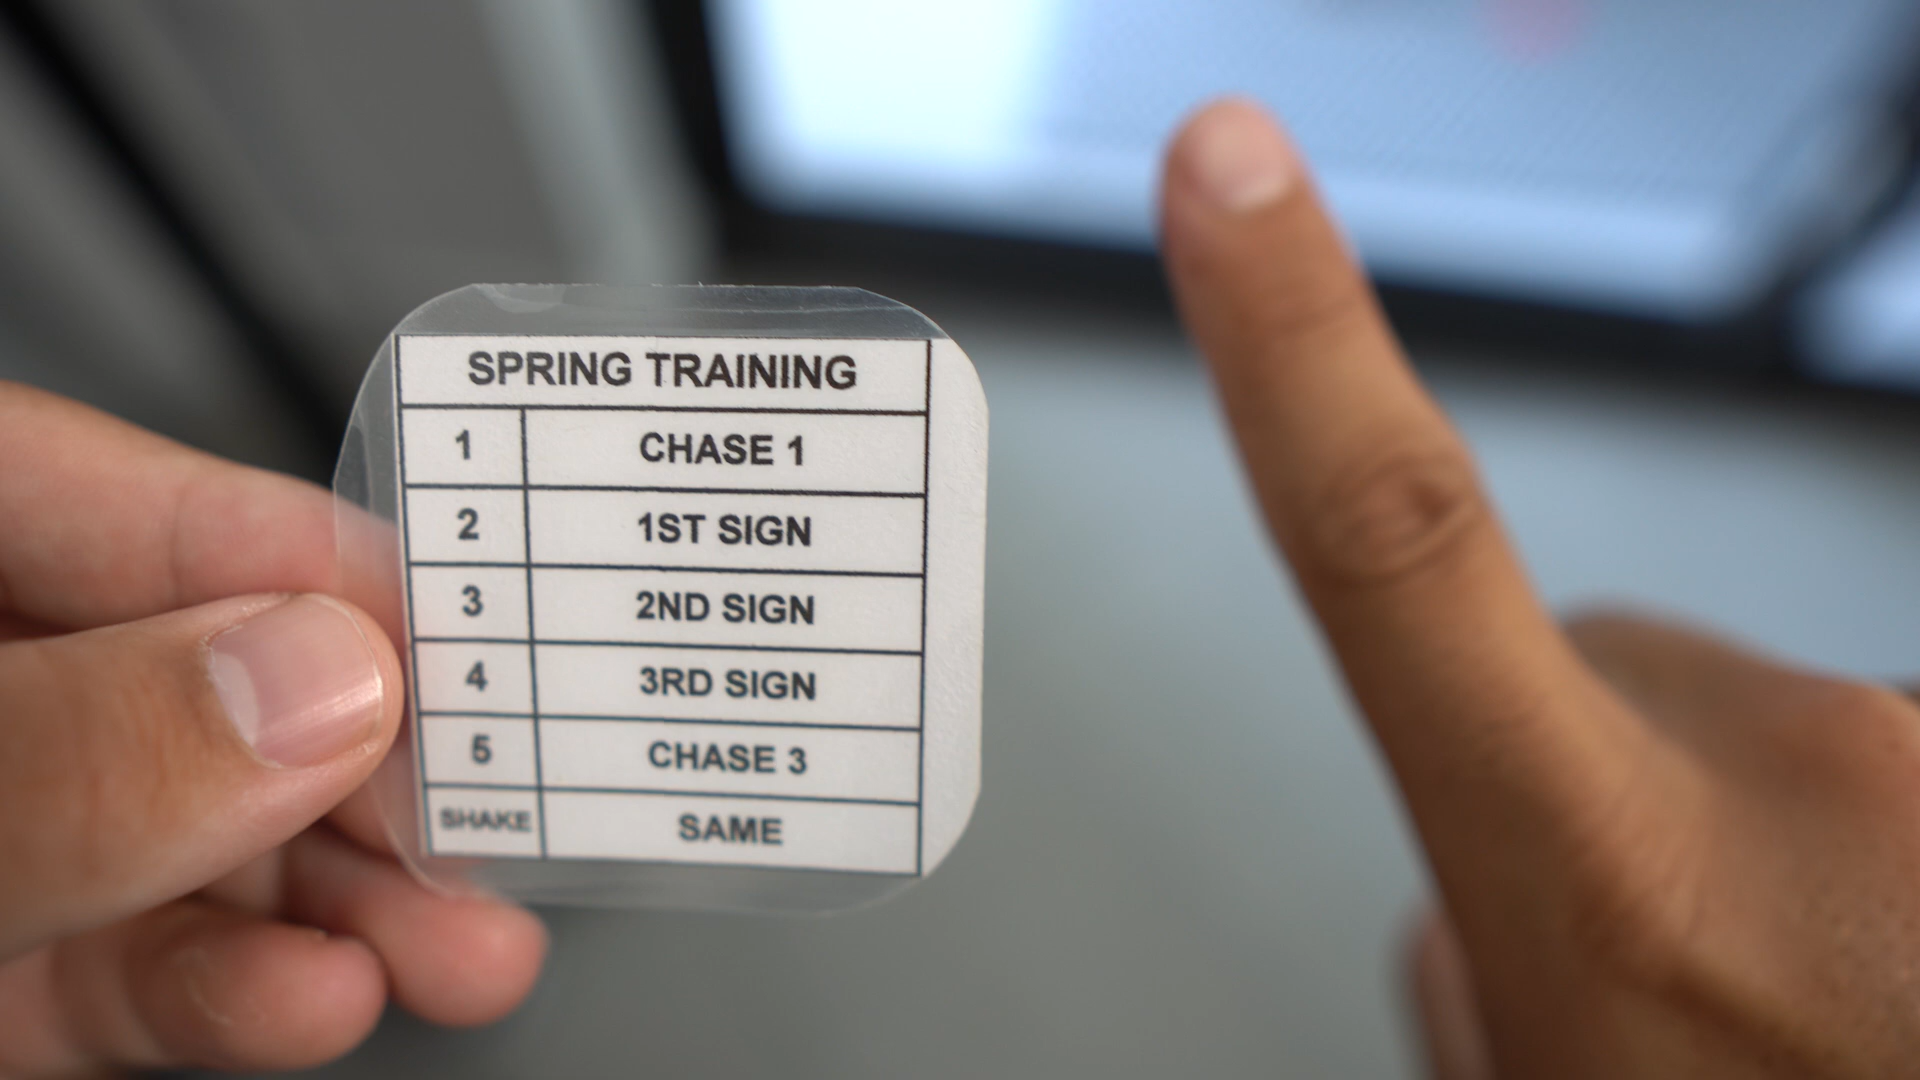 SPRING TRAINING
1 CHASE 1
2 1ST SIGN
3 2ND SIGN
4 3RD SIGN
5 CHASE 3
SHAKE SAME